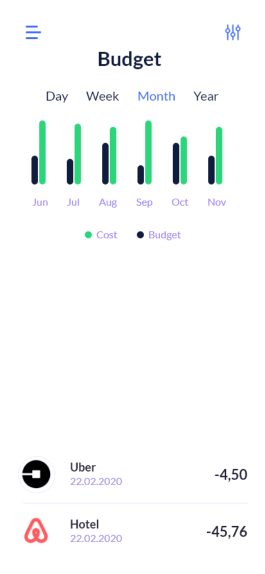 Budget
Day Week Month Year
Jun Jul Aug Sep Oct Nov
Cost Budget
Uber
22.02.2020
-4,50
Hotel
22.02.2020
-45,76